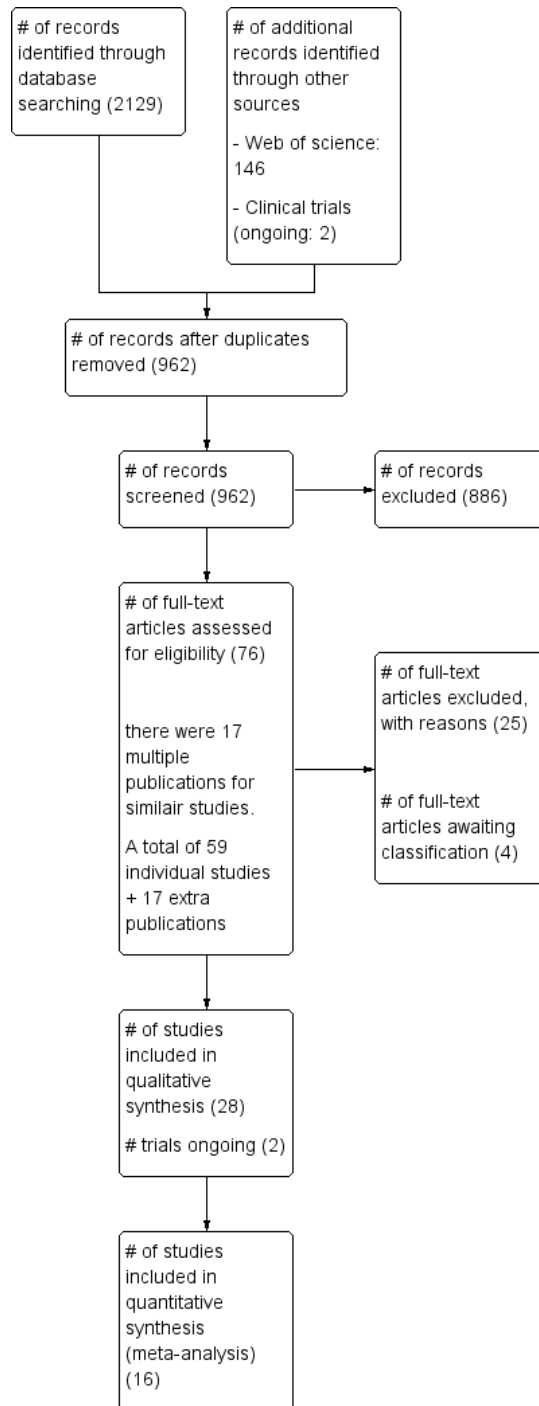 # of records
identified through
database
searching (2129)
# of additional
records identified
through other
sources
- Web of science:
146
- Clinical trials
(ongoing: 2)
# of records after duplicates
removed (962)
# of records
screened (962)
# of records
excluded (886)
# of full-text
articles assessed
for eligibility (76)
there were 17
multiple
publications for
similair studies.
A total of 59
individual studies
+ 17 extra
publications
# of full-text
articles excluded,
with reasons (25)
# of full-text
articles awaiting
classification (4)
# of studies
included in
qualitative
synthesis (28)
# trials ongoing (2)
# of studies
included in
quantitative
synthesis
(meta-analysis)
(16)